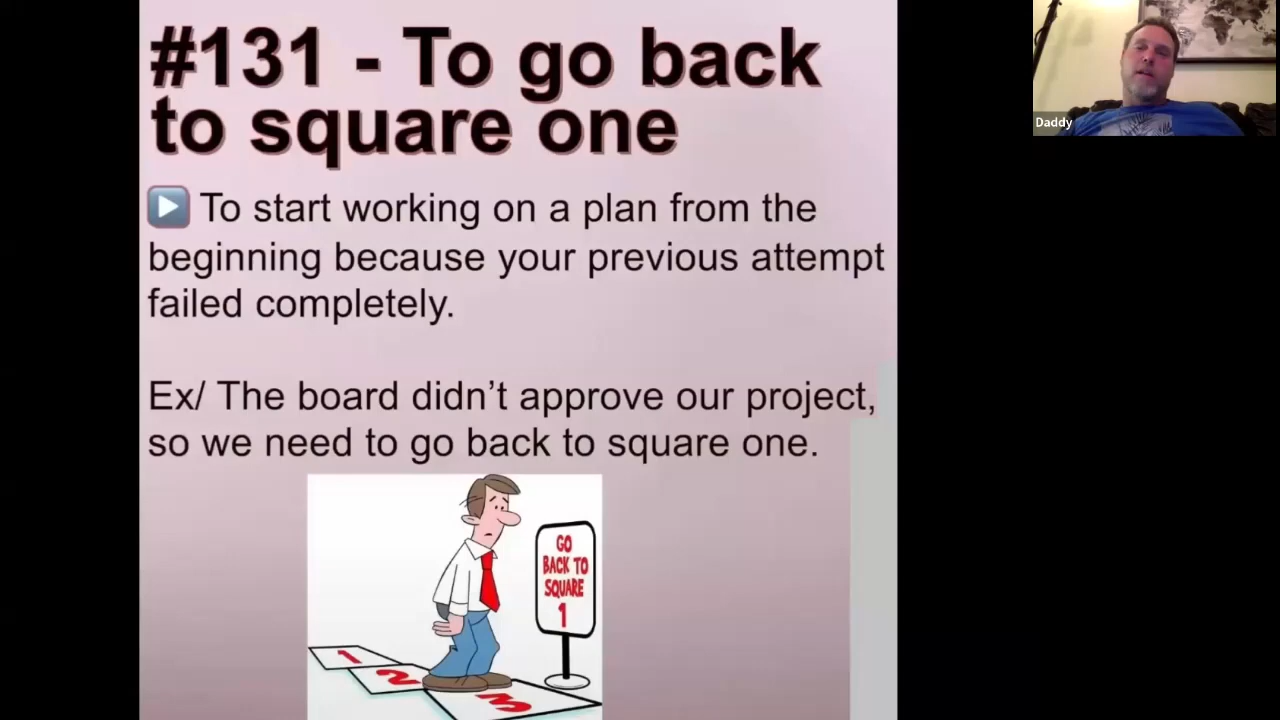 #131 - To go back
to square one
To start working on a plan from the
beginning because your previous attempt
failed completely.
Ex/ The board didn’t approve our project,
so we need to go back to square one.
GO
BACK TO
SQUARE
1
1
2
3
Daddy